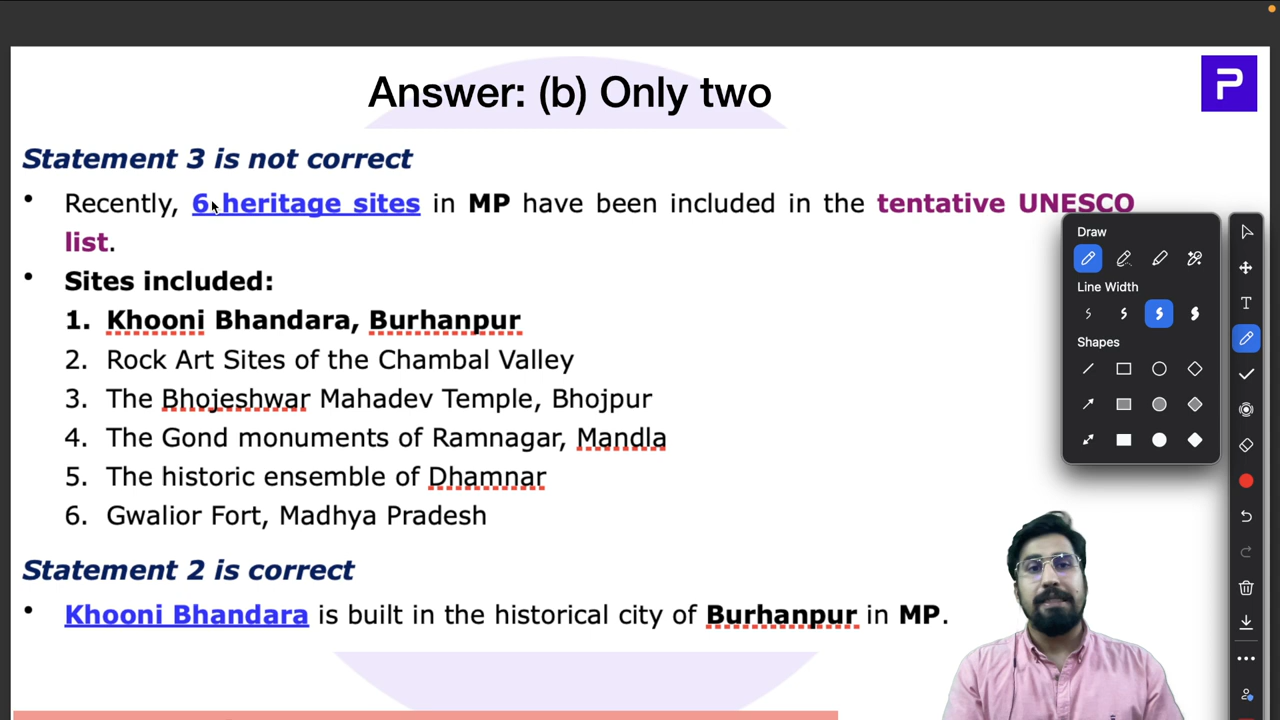 Answer: (b) Only two
P
Statement 3 is not correct
• Recently, 6 heritage sites in MP have been included in the tentative UNESCO
list.
• Sites included:
1. Khooni Bhandara, Burhanpur
2. Rock Art Sites of the Chambal Valley
3. The Bhojeshwar Mahadev Temple, Bhojpur
4. The Gond monuments of Ramnagar, Mandla
5. The historic ensemble of Dhamnar
6. Gwalior Fort, Madhya Pradesh
Statement 2 is correct
• Khooni Bhandara is built in the historical city of Burhanpur in MP.
Draw
Line Width
Shapes
T